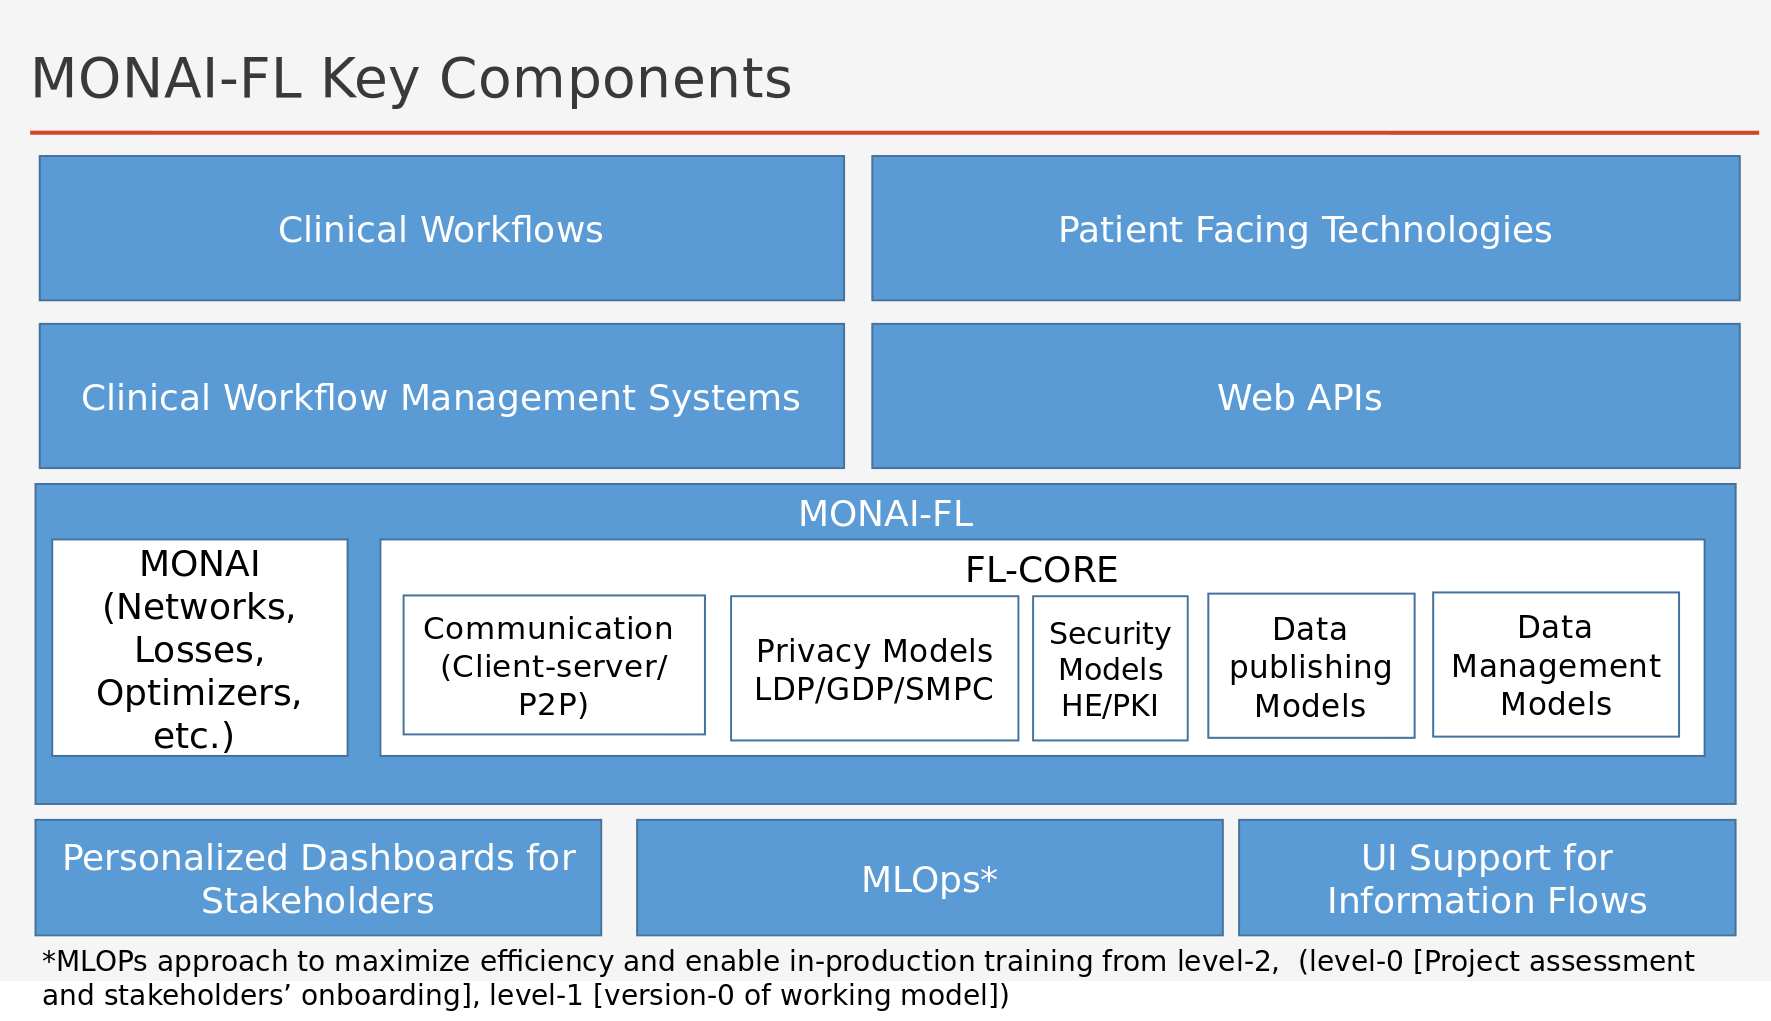 MONAI-FL Key Components
Clinical Workflows
Patient Facing Technologies
Clinical Workflow Management Systems
Web APIs
MONAI-FL
MONAI
(Networks,
Losses,
Optimizers,
etc.)
FL-CORE
Communication
(Client-server/
P2P)
Privacy Models
LDP/GDP/SMPC
Security
Models
HE/PKI
Data
publishing
Models
Data
Management
Models
Personalized Dashboards for
Stakeholders
MLOps*
UI Support for
Information Flows
*MLOPs approach to maximize efficiency and enable in-production training from level-2,  (level-0 [Project assessment
and stakeholders’ onboarding], level-1 [version-0 of working model])